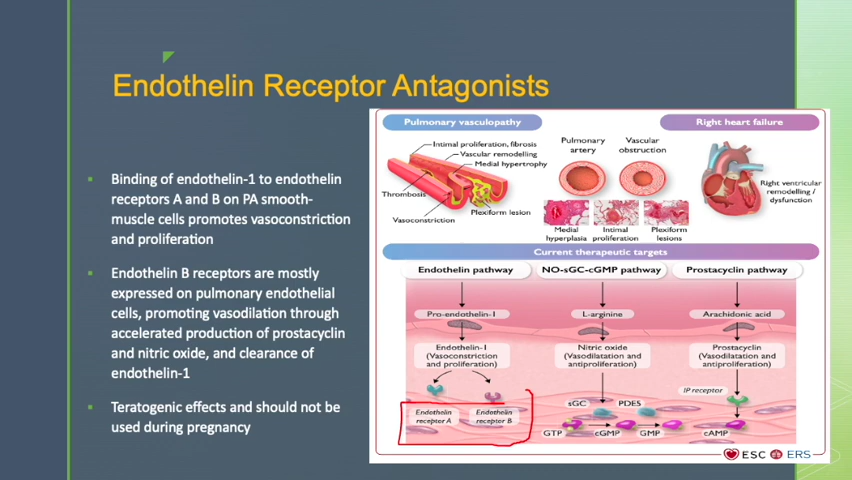 Endothelin Receptor Antagonists
Binding of endothelin-1 to endothelin
receptors A and B on PA smooth-
muscle cells promotes vasoconstriction
and proliferation
Endothelin B receptors are mostly
expressed on pulmonary endothelial
cells, promoting vasodilation through
accelerated production of prostacyclin
and nitric oxide, and clearance of
endothelin-1
Teratogenic effects and should not be
used during pregnancy
Pulmonary vasculopathy
Right heart failure
Intimal proliferation, fibrosis
Vascular remodelling
Medial hypertrophy
Thrombosis
Vasoconstriction
Plexiform lesion
Pulmonary
artery
Vascular
obstruction
Medial
hyperplasia
Intimal
proliferation
Plexiform
lesions
Right ventricular
remodelling /
dysfunction
Current therapeutic targets
Endothelin pathway
NO-sGC-cGMP pathway
Prostacyclin pathway
Pro-endothelin-1
L-arginine
Arachidonic acid
Endothelin-1
(Vasoconstriction
and proliferation)
Nitric oxide
(Vasodilatation and
antiproliferation)
Prostacyclin
(Vasodilatation and
antiproliferation)
IP receptor
sGC
PDE5
Endothelin
receptor A
Endothelin
receptor B
GTP
cGMP
GMP
cAMP
ESC
ERS